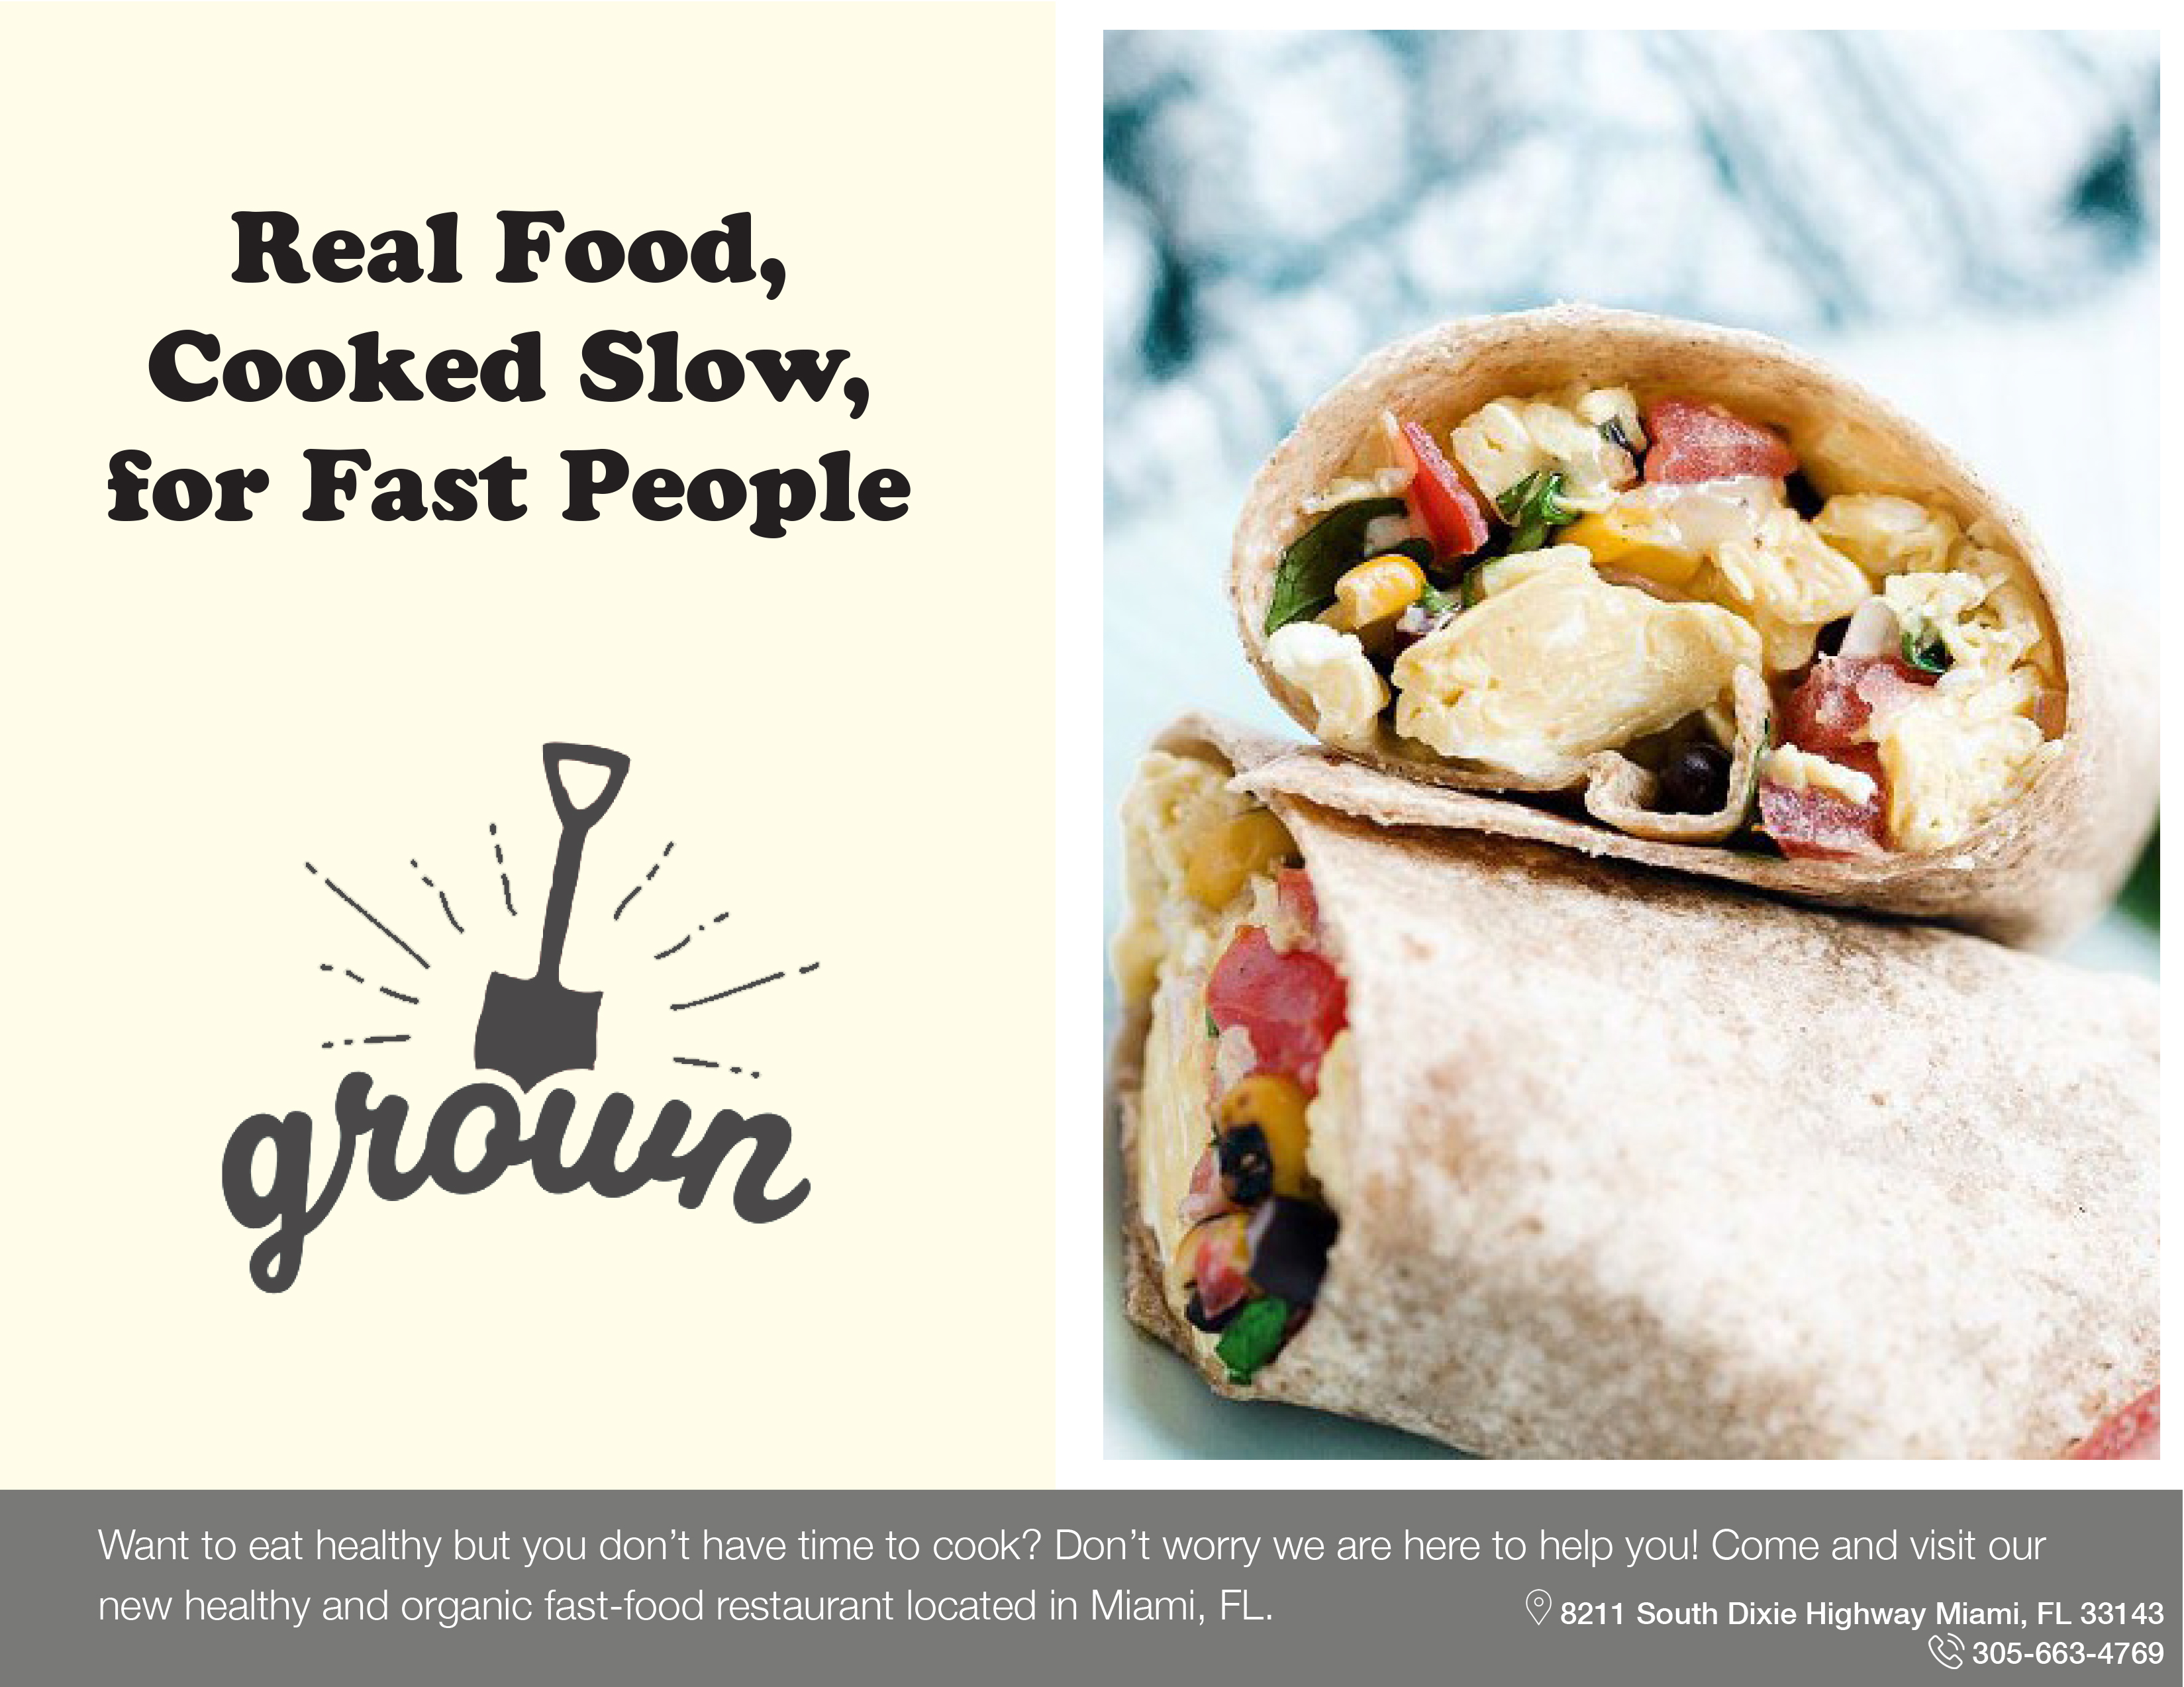 Real Food,
Cooked Slow,
for Fast People
grown
Want to eat healthy but you don’t have time to cook? Don’t worry we are here to help you! Come and visit our
new healthy and organic fast-food restaurant located in Miami, FL.
8211 South Dixie Highway Miami, FL 33143
305-663-4769